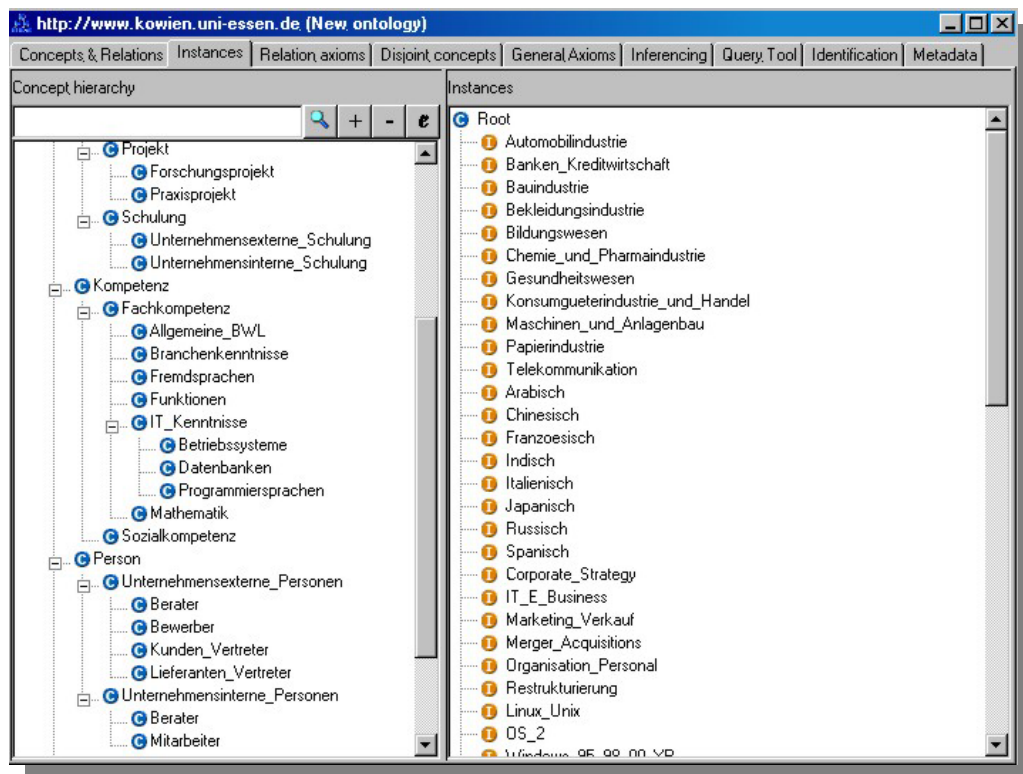 http://www.kowien.uni-essen.de (New ontology)
Concepts & Relations Instances Relation axioms Disjoint concepts General Axioms Inferencing Query Tool Identification Metadata
Concept hierarchy
+ - e
Projekt
Forschungsprojekt
Praxisprojekt
Schulung
Unternehmensexterne_Schulung
Unternehmensinterne_Schulung
Kompetenz
Fachkompetenz
Allgemeine_BWL
Branchenkenntnisse
Fremdsprachen
Funktionen
IT_Kenntnisse
Betriebssysteme
Datenbanken
Programmiersprachen
Mathematik
Sozialkompetenz
Person
Unternehmensexterne_Personen
Berater
Bewerber
Kunden_Vertreter
Lieferanten_Vertreter
Unternehmensinterne_Personen
Berater
Mitarbeiter
Instances
Root
Automobilindustrie
Banken_Kreditwirtschaft
Bauindustrie
Bekleidungsindustrie
Bildungswesen
Chemie_und_Pharmaindustrie
Gesundheitswesen
Konsumgueterindustrie_und_Handel
Maschinen_und_Anlagenbau
Papierindustrie
Telekommunikation
Arabisch
Chinesisch
Franzoesisch
Indisch
Italienisch
Japanisch
Russisch
Spanisch
Corporate_Strategy
IT_E_Business
Marketing_Verkauf
Merger_Acquisitions
Organisation_Personal
Restrukturierung
Linux_Unix
OS_2
Windows_95_98_00_XP